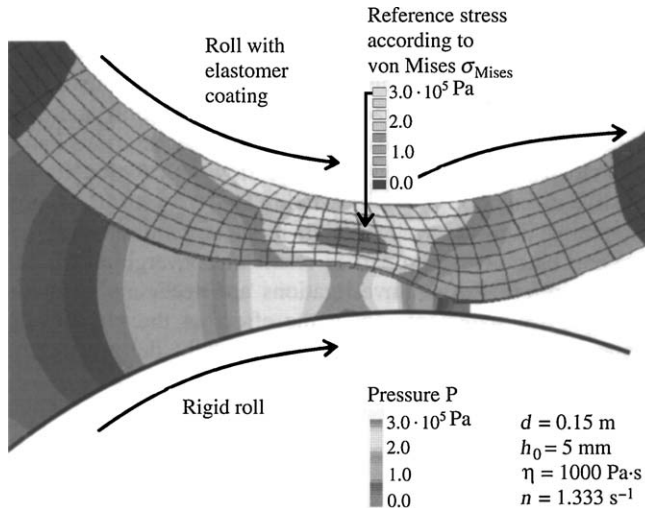 Roll with
elastomer
coating
Reference stress
according to
von Mises σMises
3.0 · 10⁵ Pa
2.0
1.0
0.0
Rigid roll
Pressure P
3.0 · 10⁵ Pa
2.0
1.0
0.0
d = 0.15 m
h₀ = 5 mm
η = 1000 Pa·s
n = 1.333 s⁻¹